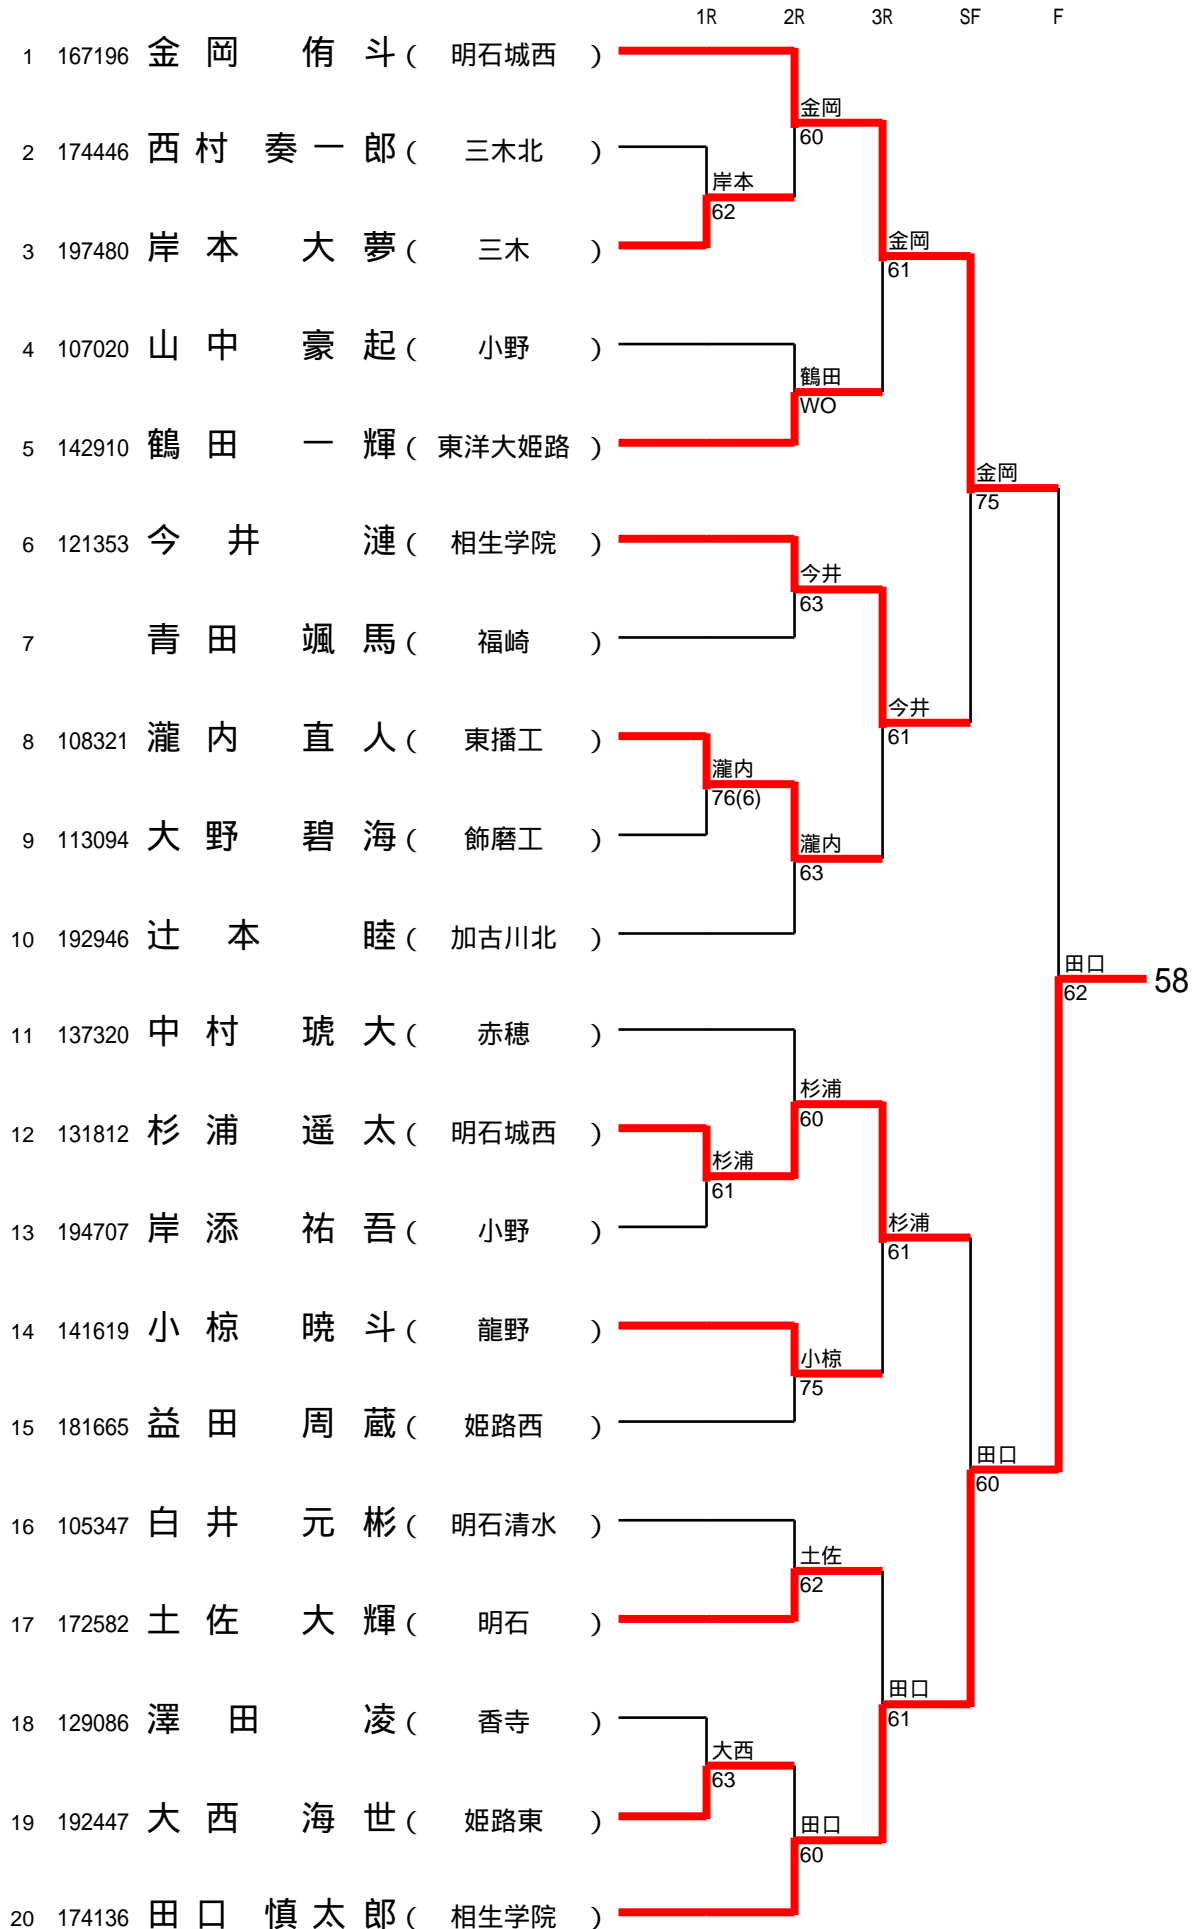 1R 2R 3R SF F
1 167196 金岡 侑斗 ( 明石城西 )
金岡
60
2 174446 西村 奏一郎 ( 三木北 )
岸本
62
3 197480 岸本 大夢 ( 三木 )
金岡
61
4 107020 山中 豪起 ( 小野 )
鶴田
WO
5 142910 鶴田 一輝 ( 東洋大姫路 )
金岡
75
6 121353 今井 漣 ( 相生学院 )
今井
63
7 青田 颯馬 ( 福崎 )
今井
61
8 108321 瀧内 直人 ( 東播工 )
瀧内
76(6)
9 113094 大野 碧海 ( 飾磨工 )
瀧内
63
10 192946 辻本 睦 ( 加古川北 )
田口
62
58
11 137320 中村 琥大 ( 赤穂 )
杉浦
60
12 131812 杉浦 遥太 ( 明石城西 )
杉浦
61
13 194707 岸添 祐吾 ( 小野 )
杉浦
61
14 141619 小椋 暁斗 ( 龍野 )
小椋
75
15 181665 益田 周蔵 ( 姫路西 )
田口
60
16 105347 白井 元彬 ( 明石清水 )
土佐
62
17 172582 土佐 大輝 ( 明石 )
田口
61
18 129086 澤田 凌 ( 香寺 )
大西
63
19 192447 大西 海世 ( 姫路東 )
田口
60
20 174136 田口 慎太郎 ( 相生学院 )